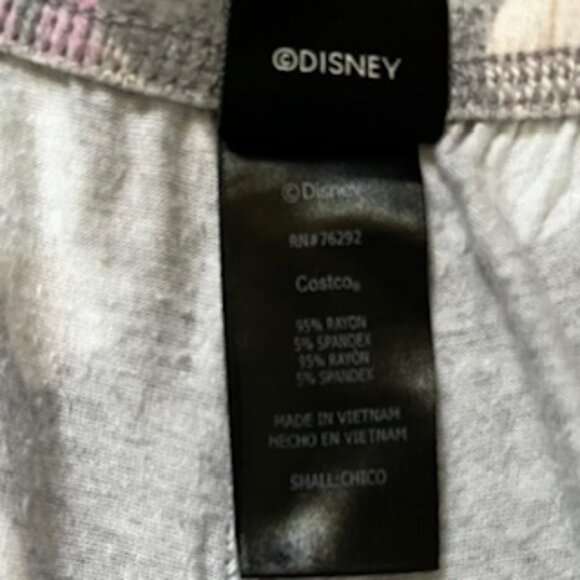 ©DISNEY
©Disney
RN#76292
Costco®
95% RAYON
5% SPANDEX
95% RAYÓN
5% SPANDEX
MADE IN VIETNAM
HECHO EN VIETNAM
SMALL:CHICO